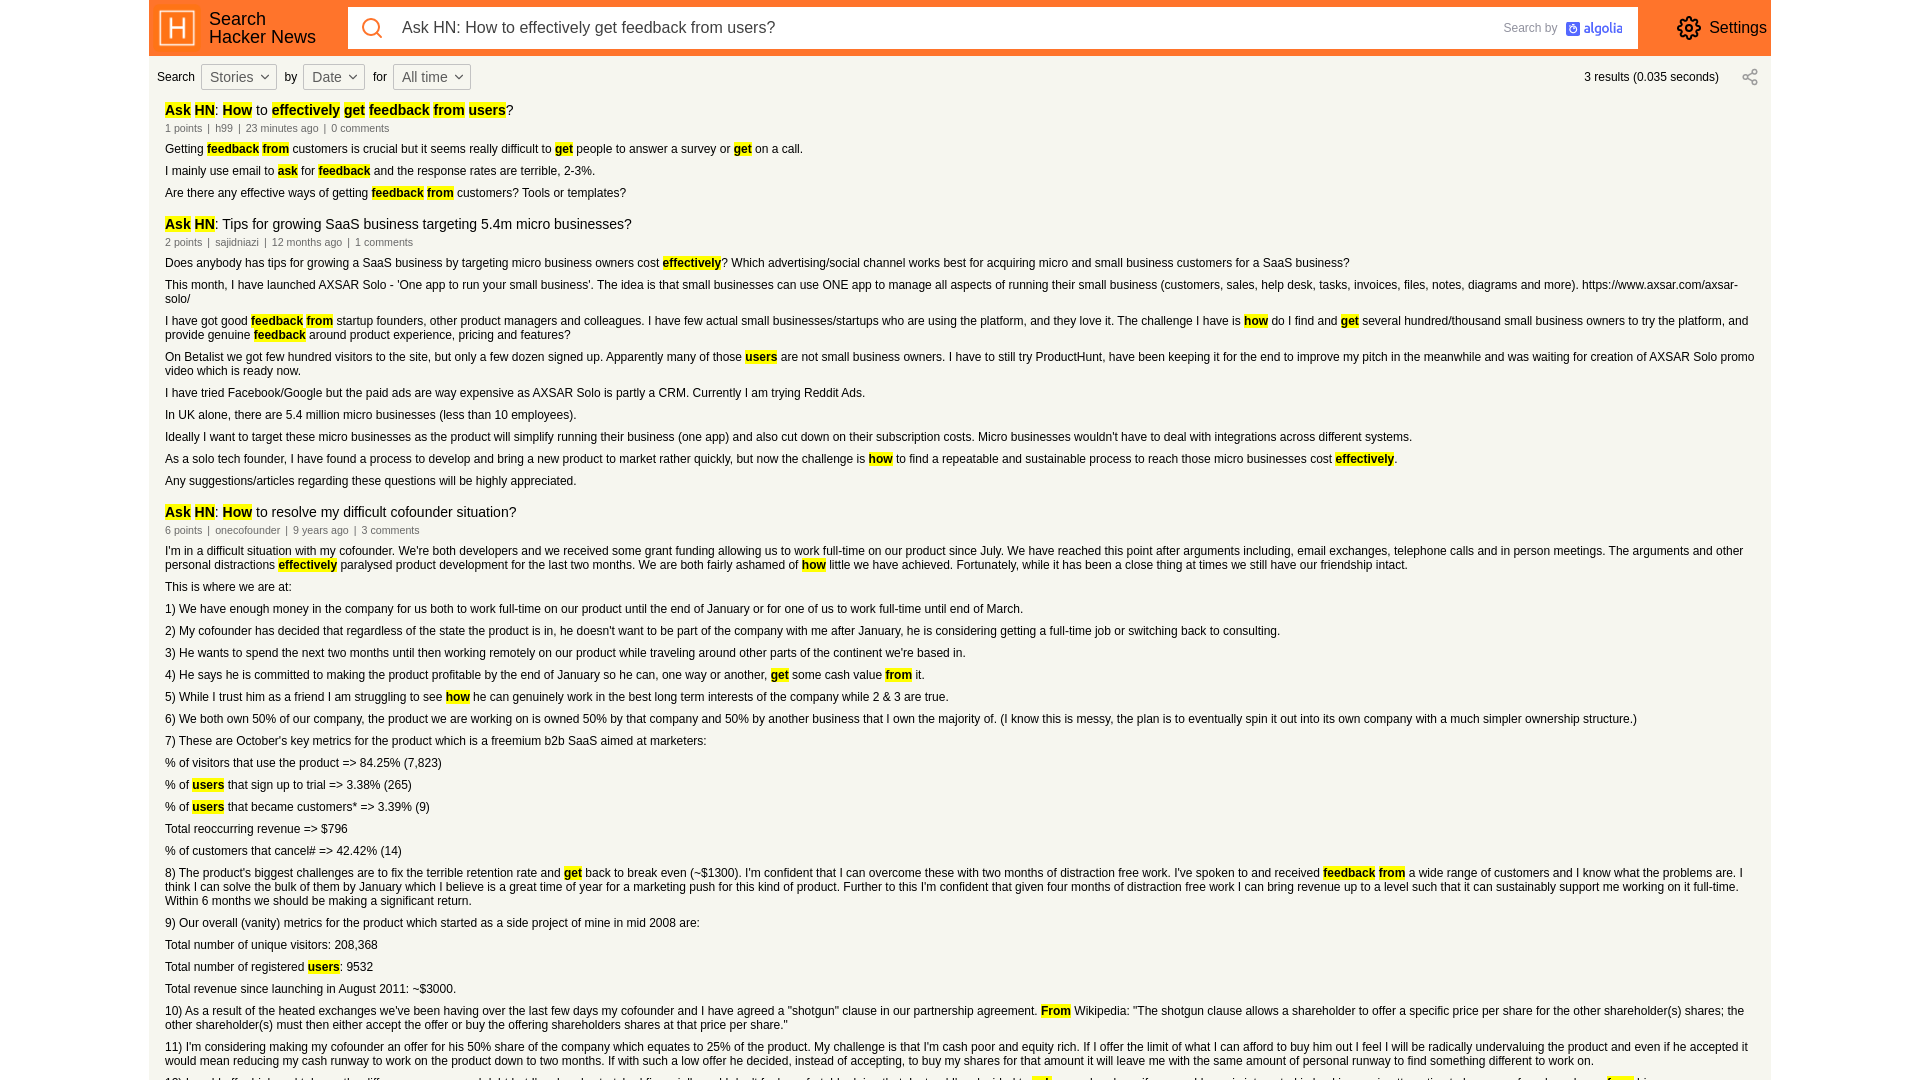 Search
Hacker News
Ask HN: How to effectively get feedback from users?
Search by algolia
Settings
Search Stories by Date for All time
3 results (0.035 seconds)
Ask HN: How to effectively get feedback from users?
1 points | h99 | 23 minutes ago | 0 comments
Getting feedback from customers is crucial but it seems really difficult to get people to answer a survey or get on a call.
I mainly use email to ask for feedback and the response rates are terrible, 2-3%.
Are there any effective ways of getting feedback from customers? Tools or templates?
Ask HN: Tips for growing SaaS business targeting 5.4m micro businesses?
2 points | sajidniazi | 12 months ago | 1 comments
Does anybody has tips for growing a SaaS business by targeting micro business owners cost effectively? Which advertising/social channel works best for acquiring micro and small business customers for a SaaS business?
This month, I have launched AXSAR Solo - 'One app to run your small business'. The idea is that small businesses can use ONE app to manage all aspects of running their small business (customers, sales, help desk, tasks, invoices, files, notes, diagrams and more). https://www.axsar.com/axsar-
solo/
I have got good feedback from startup founders, other product managers and colleagues. I have few actual small businesses/startups who are using the platform, and they love it. The challenge I have is how do I find and get several hundred/thousand small business owners to try the platform, and
provide genuine feedback around product experience, pricing and features?
On Betalist we got few hundred visitors to the site, but only a few dozen signed up. Apparently many of those users are not small business owners. I have to still try ProductHunt, have been keeping it for the end to improve my pitch in the meanwhile and was waiting for creation of AXSAR Solo promo
video which is ready now.
I have tried Facebook/Google but the paid ads are way expensive as AXSAR Solo is partly a CRM. Currently I am trying Reddit Ads.
In UK alone, there are 5.4 million micro businesses (less than 10 employees).
Ideally I want to target these micro businesses as the product will simplify running their business (one app) and also cut down on their subscription costs. Micro businesses wouldn't have to deal with integrations across different systems.
As a solo tech founder, I have found a process to develop and bring a new product to market rather quickly, but now the challenge is how to find a repeatable and sustainable process to reach those micro businesses cost effectively.
Any suggestions/articles regarding these questions will be highly appreciated.
Ask HN: How to resolve my difficult cofounder situation?
6 points | onecofounder | 9 years ago | 3 comments
I'm in a difficult situation with my cofounder. We're both developers and we received some grant funding allowing us to work full-time on our product since July. We have reached this point after arguments including, email exchanges, telephone calls and in person meetings. The arguments and other
personal distractions effectively paralysed product development for the last two months. We are both fairly ashamed of how little we have achieved. Fortunately, while it has been a close thing at times we still have our friendship intact.
This is where we are at:
1) We have enough money in the company for us both to work full-time on our product until the end of January or for one of us to work full-time until end of March.
2) My cofounder has decided that regardless of the state the product is in, he doesn't want to be part of the company with me after January, he is considering getting a full-time job or switching back to consulting.
3) He wants to spend the next two months until then working remotely on our product while traveling around other parts of the continent we're based in.
4) He says he is committed to making the product profitable by the end of January so he can, one way or another, get some cash value from it.
5) While I trust him as a friend I am struggling to see how he can genuinely work in the best long term interests of the company while 2 & 3 are true.
6) We both own 50% of our company, the product we are working on is owned 50% by that company and 50% by another business that I own the majority of. (I know this is messy, the plan is to eventually spin it out into its own company with a much simpler ownership structure.)
7) These are October's key metrics for the product which is a freemium b2b SaaS aimed at marketers:
% of visitors that use the product => 84.25% (7,823)
% of users that sign up to trial => 3.38% (265)
% of users that became customers* => 3.39% (9)
Total reoccurring revenue => $796
% of customers that cancel# => 42.42% (14)
8) The product's biggest challenges are to fix the terrible retention rate and get back to break even (~$1300). I'm confident that I can overcome these with two months of distraction free work. I've spoken to and received feedback from a wide range of customers and I know what the problems are. I
think I can solve the bulk of them by January which I believe is a great time of year for a marketing push for this kind of product. Further to this I'm confident that given four months of distraction free work I can bring revenue up to a level such that it can sustainably support me working on it full-time.
Within 6 months we should be making a significant return.
9) Our overall (vanity) metrics for the product which started as a side project of mine in mid 2008 are:
Total number of unique visitors: 208,368
Total number of registered users: 9532
Total revenue since launching in August 2011: ~$3000.
10) As a result of the heated exchanges we've been having over the last few days my cofounder and I have agreed a "shotgun" clause in our partnership agreement. From Wikipedia: "The shotgun clause allows a shareholder to offer a specific price per share for the other shareholder(s) shares; the
other shareholder(s) must then either accept the offer or buy the offering shareholders shares at that price per share."
11) I'm considering making my cofounder an offer for his 50% share of the company which equates to 25% of the product. My challenge is that I'm cash poor and equity rich. If I offer the limit of what I can afford to buy him out I feel I will be radically undervaluing the product and even if he accepted it
would mean reducing my cash runway to work on the product down to two months. If with such a low offer he decided, instead of accepting, to buy my shares for that amount it will leave me with the same amount of personal runway to find something different to work on.